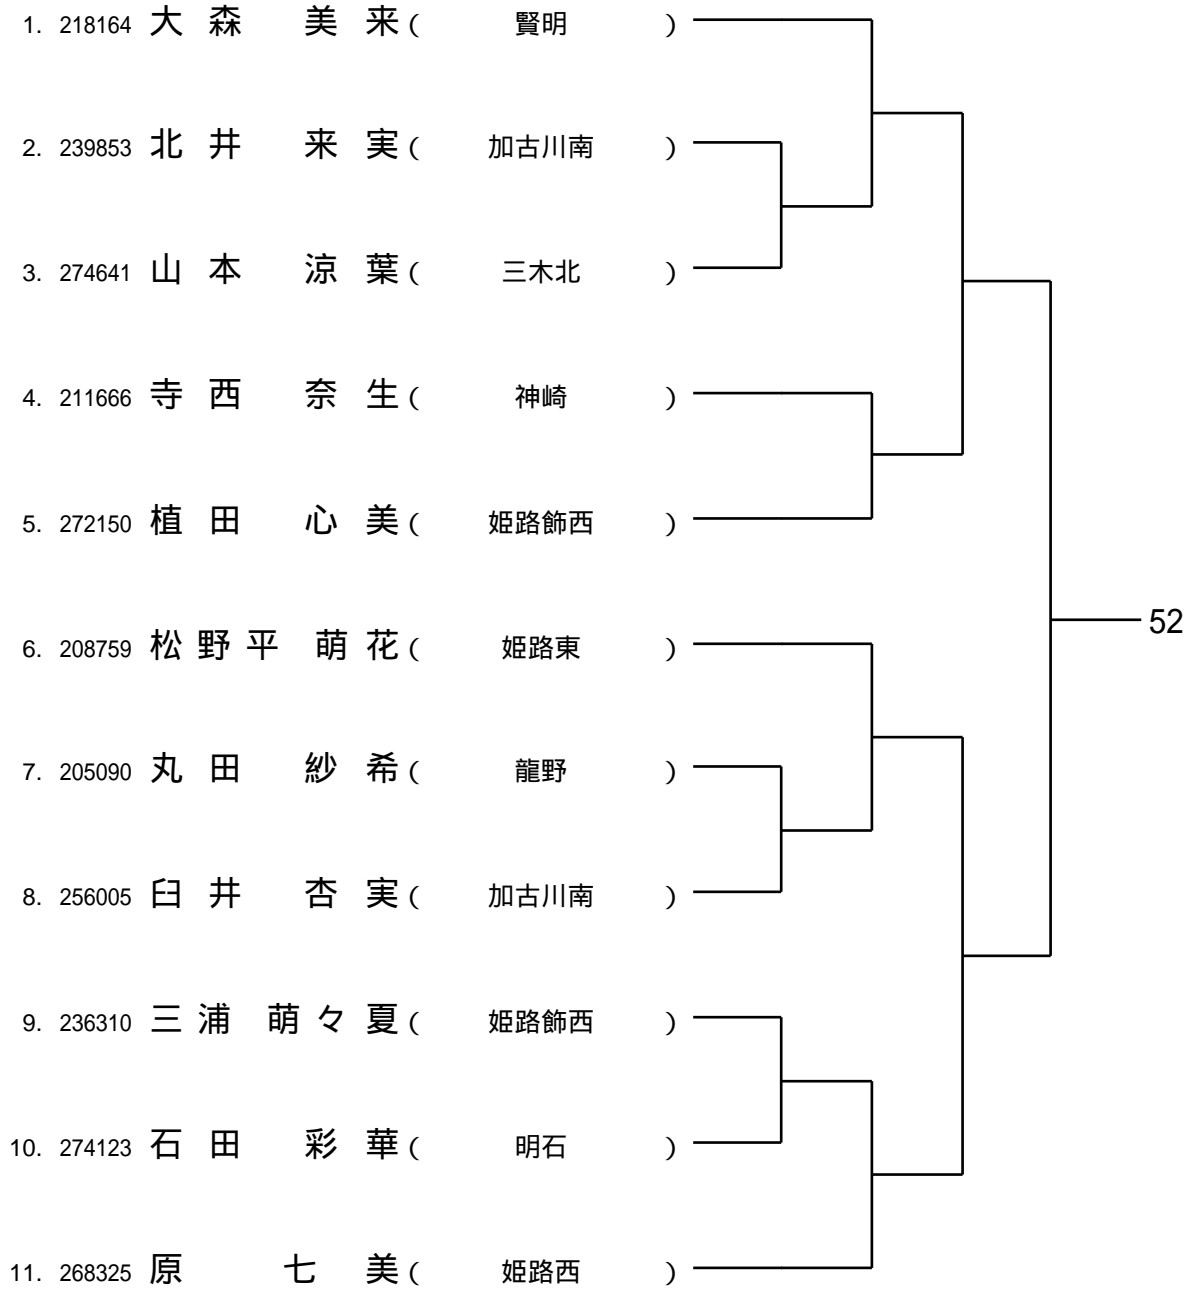 1. 218164 大森 美来 ( 賢明 )
2. 239853 北井 来実 ( 加古川南 )
3. 274641 山本 涼葉 ( 三木北 )
4. 211666 寺西 奈生 ( 神崎 )
5. 272150 植田 心美 ( 姫路飾西 )
52
6. 208759 松野平 萌花 ( 姫路東 )
7. 205090 丸田 紗希 ( 龍野 )
8. 256005 臼井 杏実 ( 加古川南 )
9. 236310 三浦 萌々夏 ( 姫路飾西 )
10. 274123 石田 彩華 ( 明石 )
11. 268325 原 七美 ( 姫路西 )